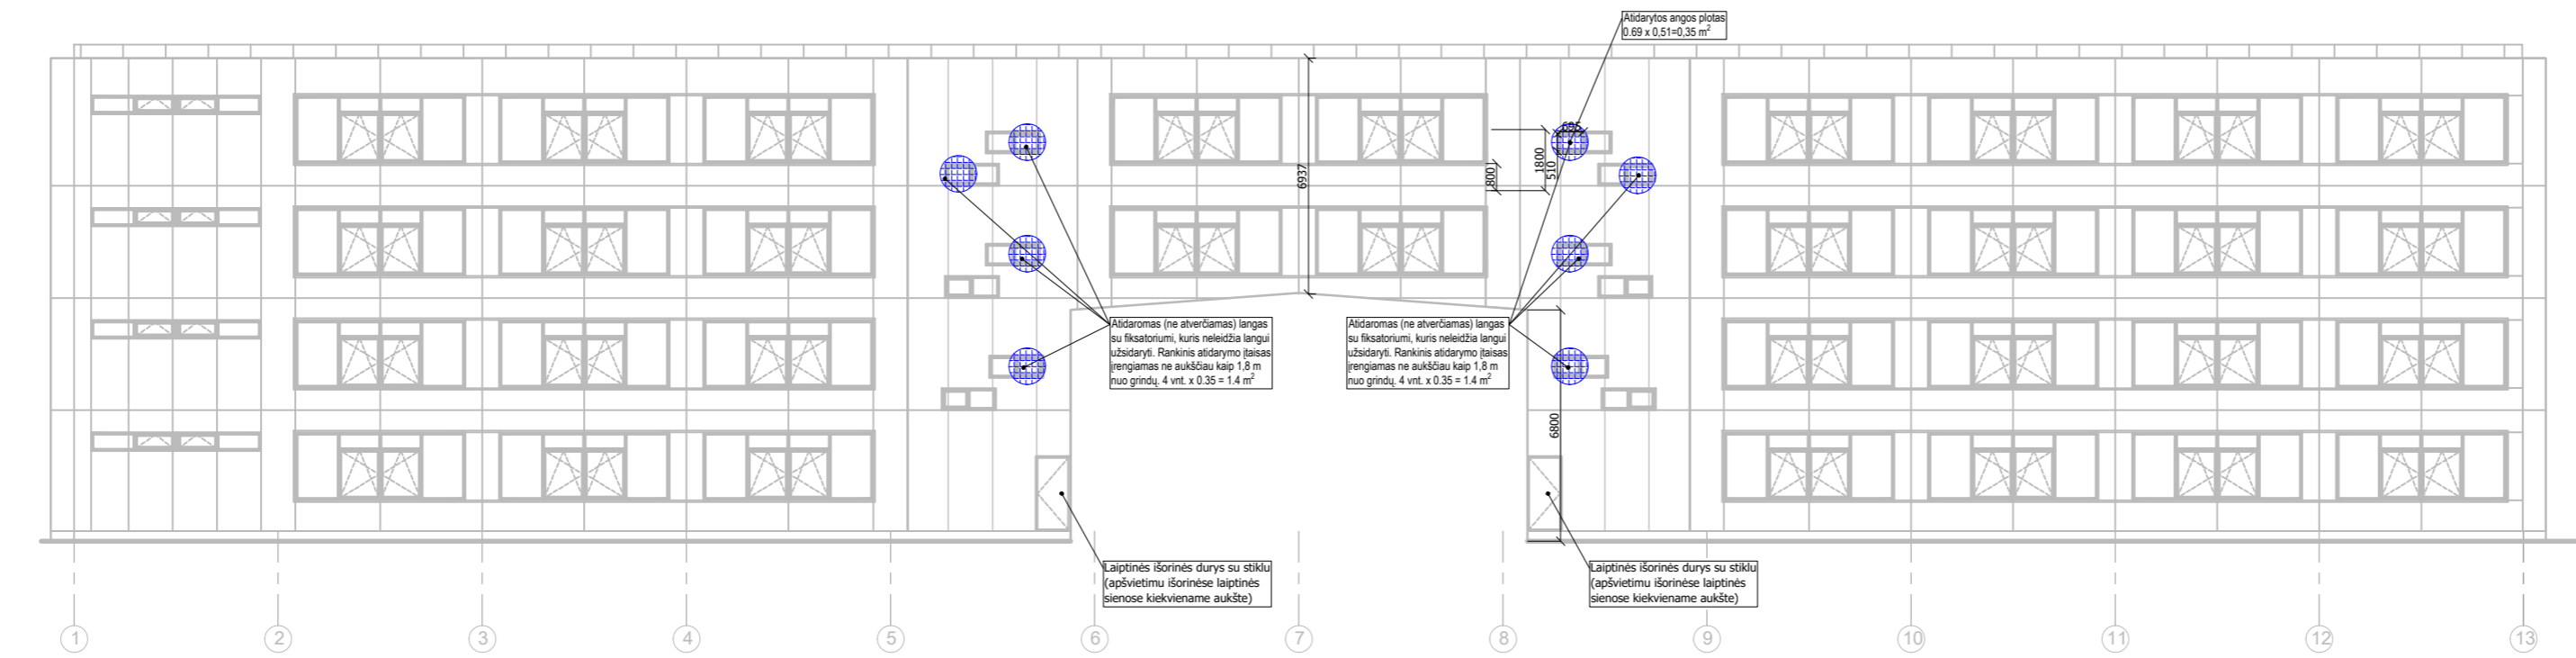 Atidarytos angos plotas
0.69 x 0,51=0,35 m²
695
1800
510
800
6937
Atidaromas (ne atverčiamas) langas
su fiksatoriumi, kuris neleidžia langui
užsidaryti. Rankinis atidarymo įtaisas
įrengiamas ne aukščiau kaip 1,8 m
nuo grindų. 4 vnt. x 0.35 = 1.4 m²
Atidaromas (ne atverčiamas) langas
su fiksatoriumi, kuris neleidžia langui
užsidaryti. Rankinis atidarymo įtaisas
įrengiamas ne aukščiau kaip 1,8 m
nuo grindų. 4 vnt. x 0.35 = 1.4 m²
6800
Laiptinės išorinės durys su stiklu
(apšvietimu išorinėse laiptinės
sienose kiekviename aukšte)
Laiptinės išorinės durys su stiklu
(apšvietimu išorinėse laiptinės
sienose kiekviename aukšte)
1 2 3 4 5 6 7 8 9 10 11 12 13